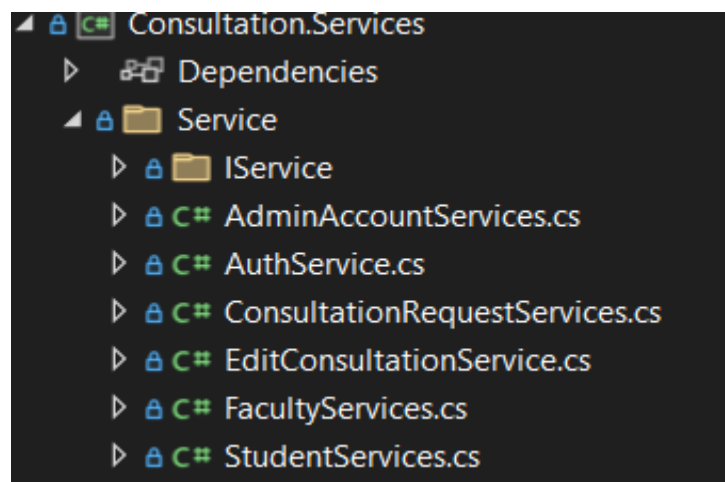 C# Consultation.Services
Dependencies
Service
IService
C# AdminAccountServices.cs
C# AuthService.cs
C# ConsultationRequestServices.cs
C# EditConsultationService.cs
C# FacultyServices.cs
C# StudentServices.cs